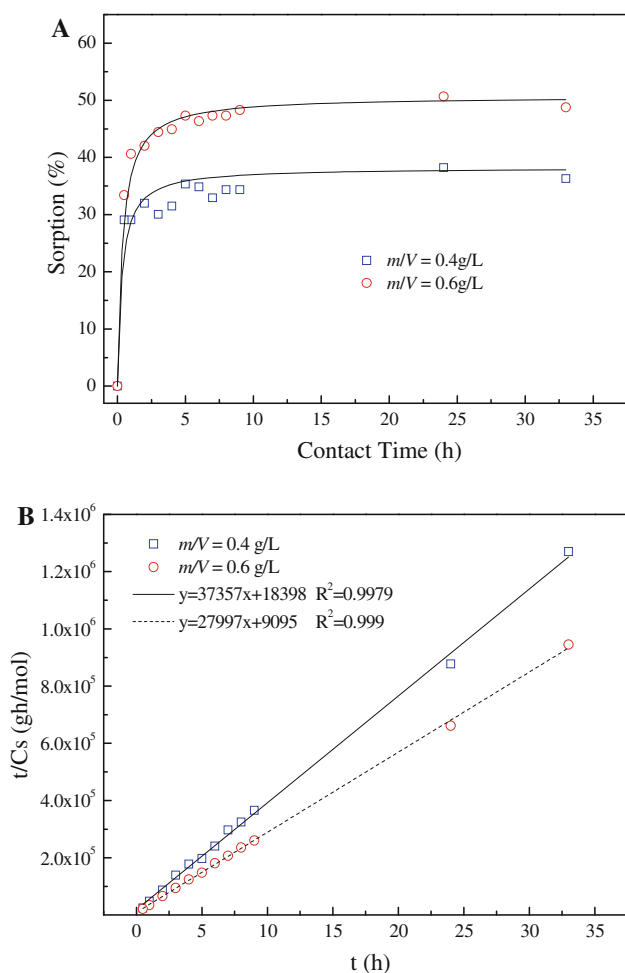 A
60
50
40
30
20
10
0
Sorption (%)
m/V = 0.4g/L
m/V = 0.6g/L
0 5 10 15 20 25 30 35
Contact Time (h)
B
1.4x10⁶
1.2x10⁶
1.0x10⁶
8.0x10⁵
6.0x10⁵
4.0x10⁵
2.0x10⁵
t/Cs (gh/mol)
m/V = 0.4 g/L
m/V = 0.6 g/L
y=37357x+18398 R²=0.9979
y=27997x+9095 R²=0.999
0 5 10 15 20 25 30 35
t (h)